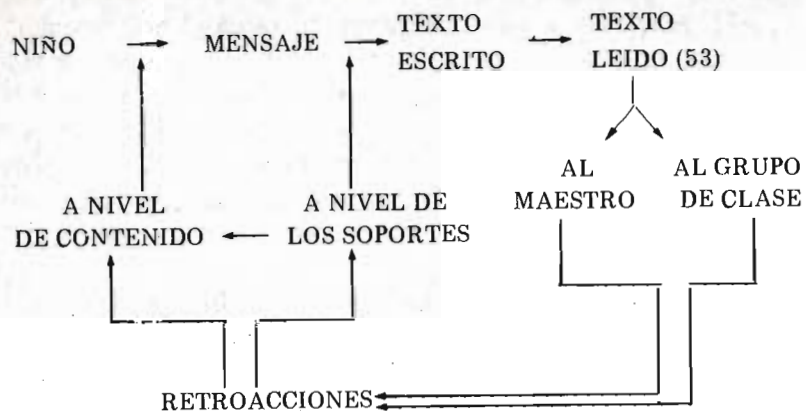 NIÑO
MENSAJE
TEXTO
ESCRITO
TEXTO
LEIDO (53)
AL
MAESTRO
AL GRUPO
DE CLASE
A NIVEL
DE CONTENIDO
A NIVEL DE
LOS SOPORTES
RETROACCIONES